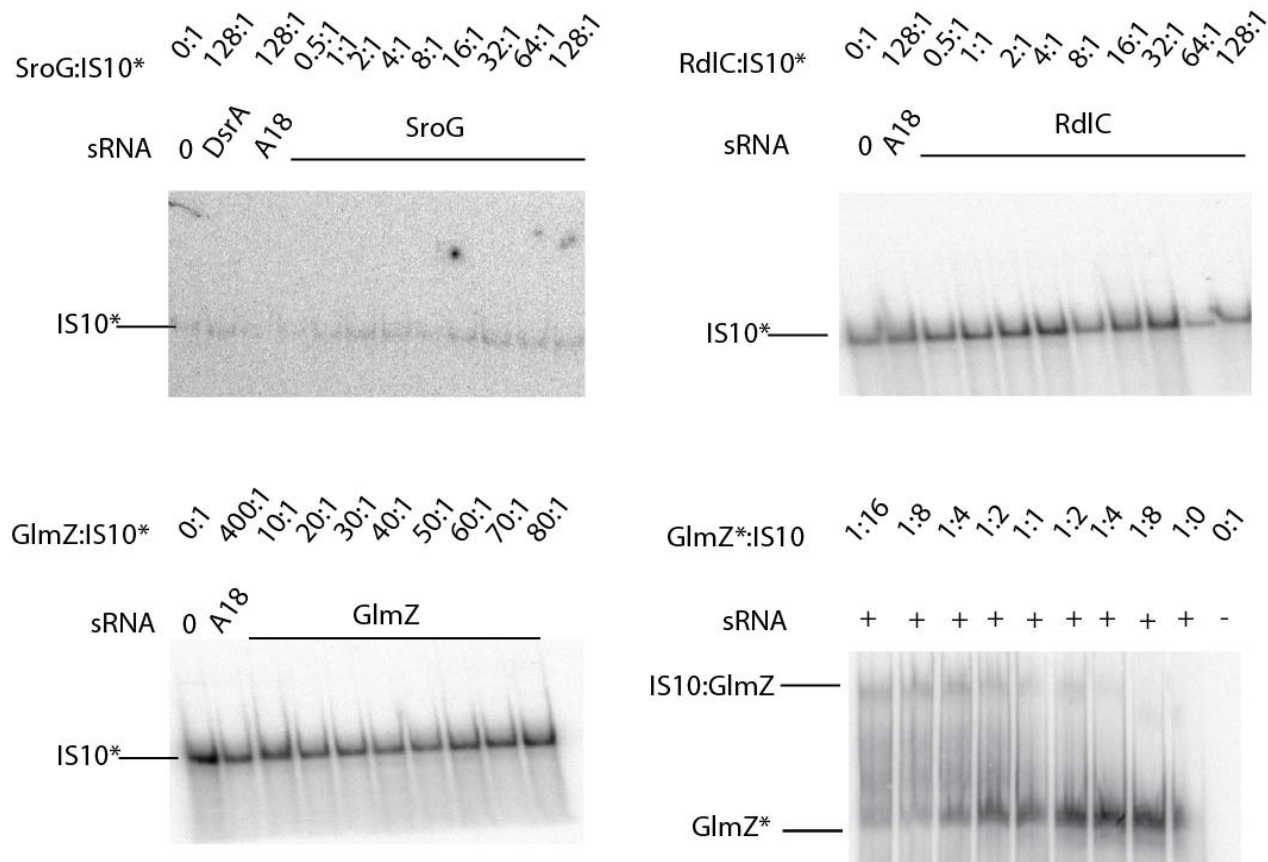 0:1 128:1 128:1 0.5:1 1:1 2:1 4:1 8:1 16:1 32:1 64:1 128:1
SroG:IS10*
sRNA 0 DsrA A18 SroG
IS10*
0:1 128:1 0.5:1 1:1 2:1 4:1 8:1 16:1 32:1 64:1 128:1
RdlC:IS10*
sRNA 0 A18 RdlC
IS10*
0:1 400:1 10:1 20:1 30:1 40:1 50:1 60:1 70:1 80:1
GlmZ:IS10*
sRNA 0 A18 GlmZ
IS10*
1:16 1:8 1:4 1:2 1:1 1:2 1:4 1:8 1:0 0:1
GlmZ*:IS10
sRNA + + + + + + + + + -
IS10:GlmZ
GlmZ*